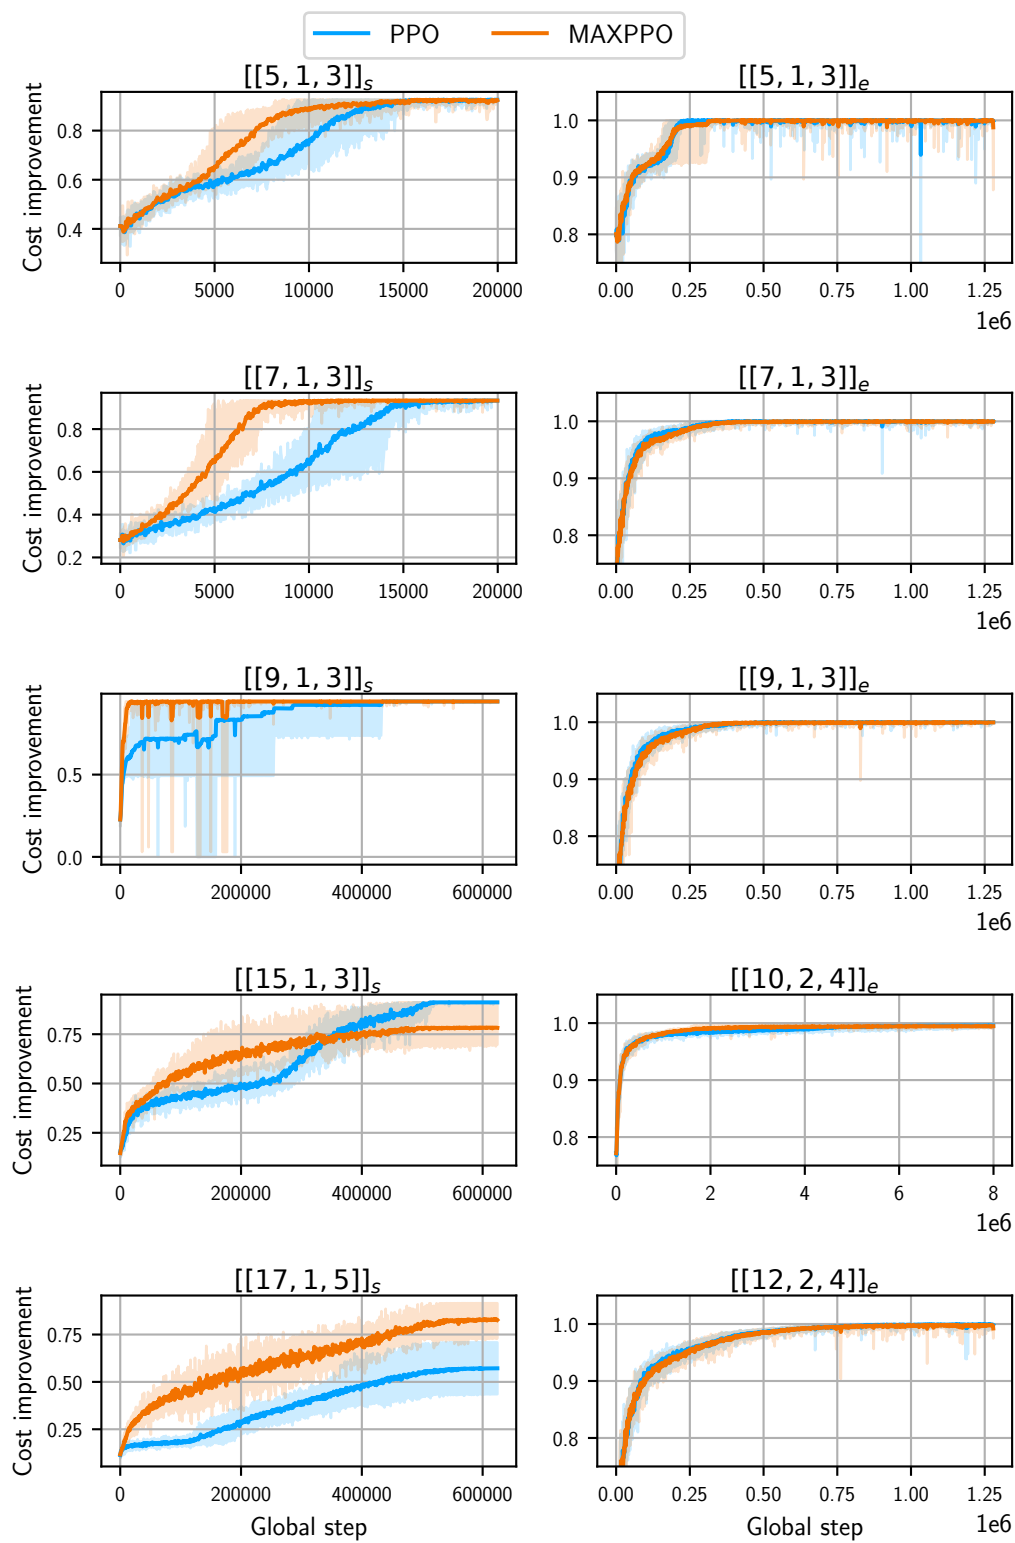 PPO MAXPPO
[[5, 1, 3]]s [[5, 1, 3]]e
Cost improvement
0.8
0.6
0.4
0 5000 10000 15000 20000
1.0
0.9
0.8
0.00 0.25 0.50 0.75 1.00 1.25
1e6
[[7, 1, 3]]s [[7, 1, 3]]e
Cost improvement
0.8
0.6
0.4
0.2
0 5000 10000 15000 20000
1.0
0.9
0.8
0.00 0.25 0.50 0.75 1.00 1.25
1e6
[[9, 1, 3]]s [[9, 1, 3]]e
Cost improvement
0.5
0.0
0 200000 400000 600000
1.0
0.9
0.8
0.00 0.25 0.50 0.75 1.00 1.25
1e6
[[15, 1, 3]]s [[10, 2, 4]]e
Cost improvement
0.75
0.50
0.25
0 200000 400000 600000
1.0
0.9
0.8
0 2 4 6 8
1e6
[[17, 1, 5]]s [[12, 2, 4]]e
Cost improvement
0.75
0.50
0.25
0 200000 400000 600000
Global step
1.0
0.9
0.8
0.00 0.25 0.50 0.75 1.00 1.25
Global step 1e6